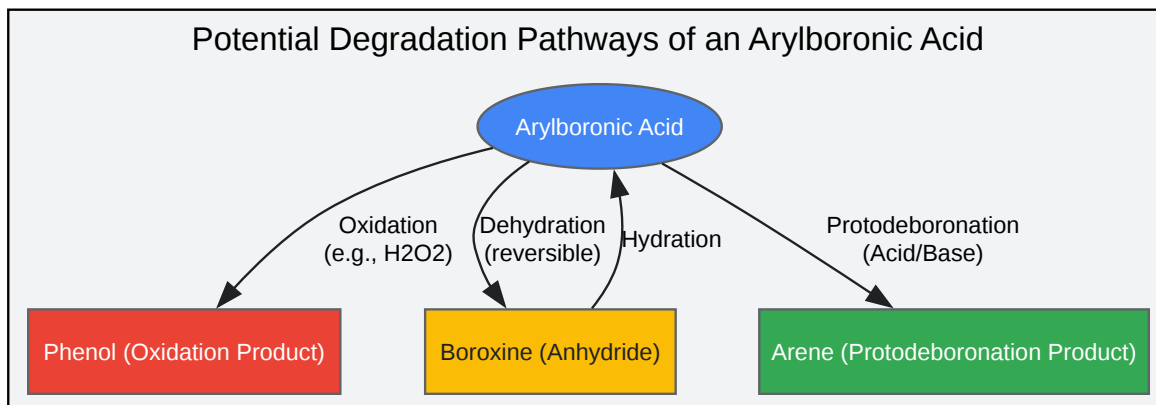 Potential Degradation Pathways of an Arylboronic Acid
Arylboronic Acid
Oxidation
(e.g., H2O2)
Dehydration
(reversible)
Hydration
Protodeboronation
(Acid/Base)
Phenol (Oxidation Product)
Boroxine (Anhydride)
Arene (Protodeboronation Product)